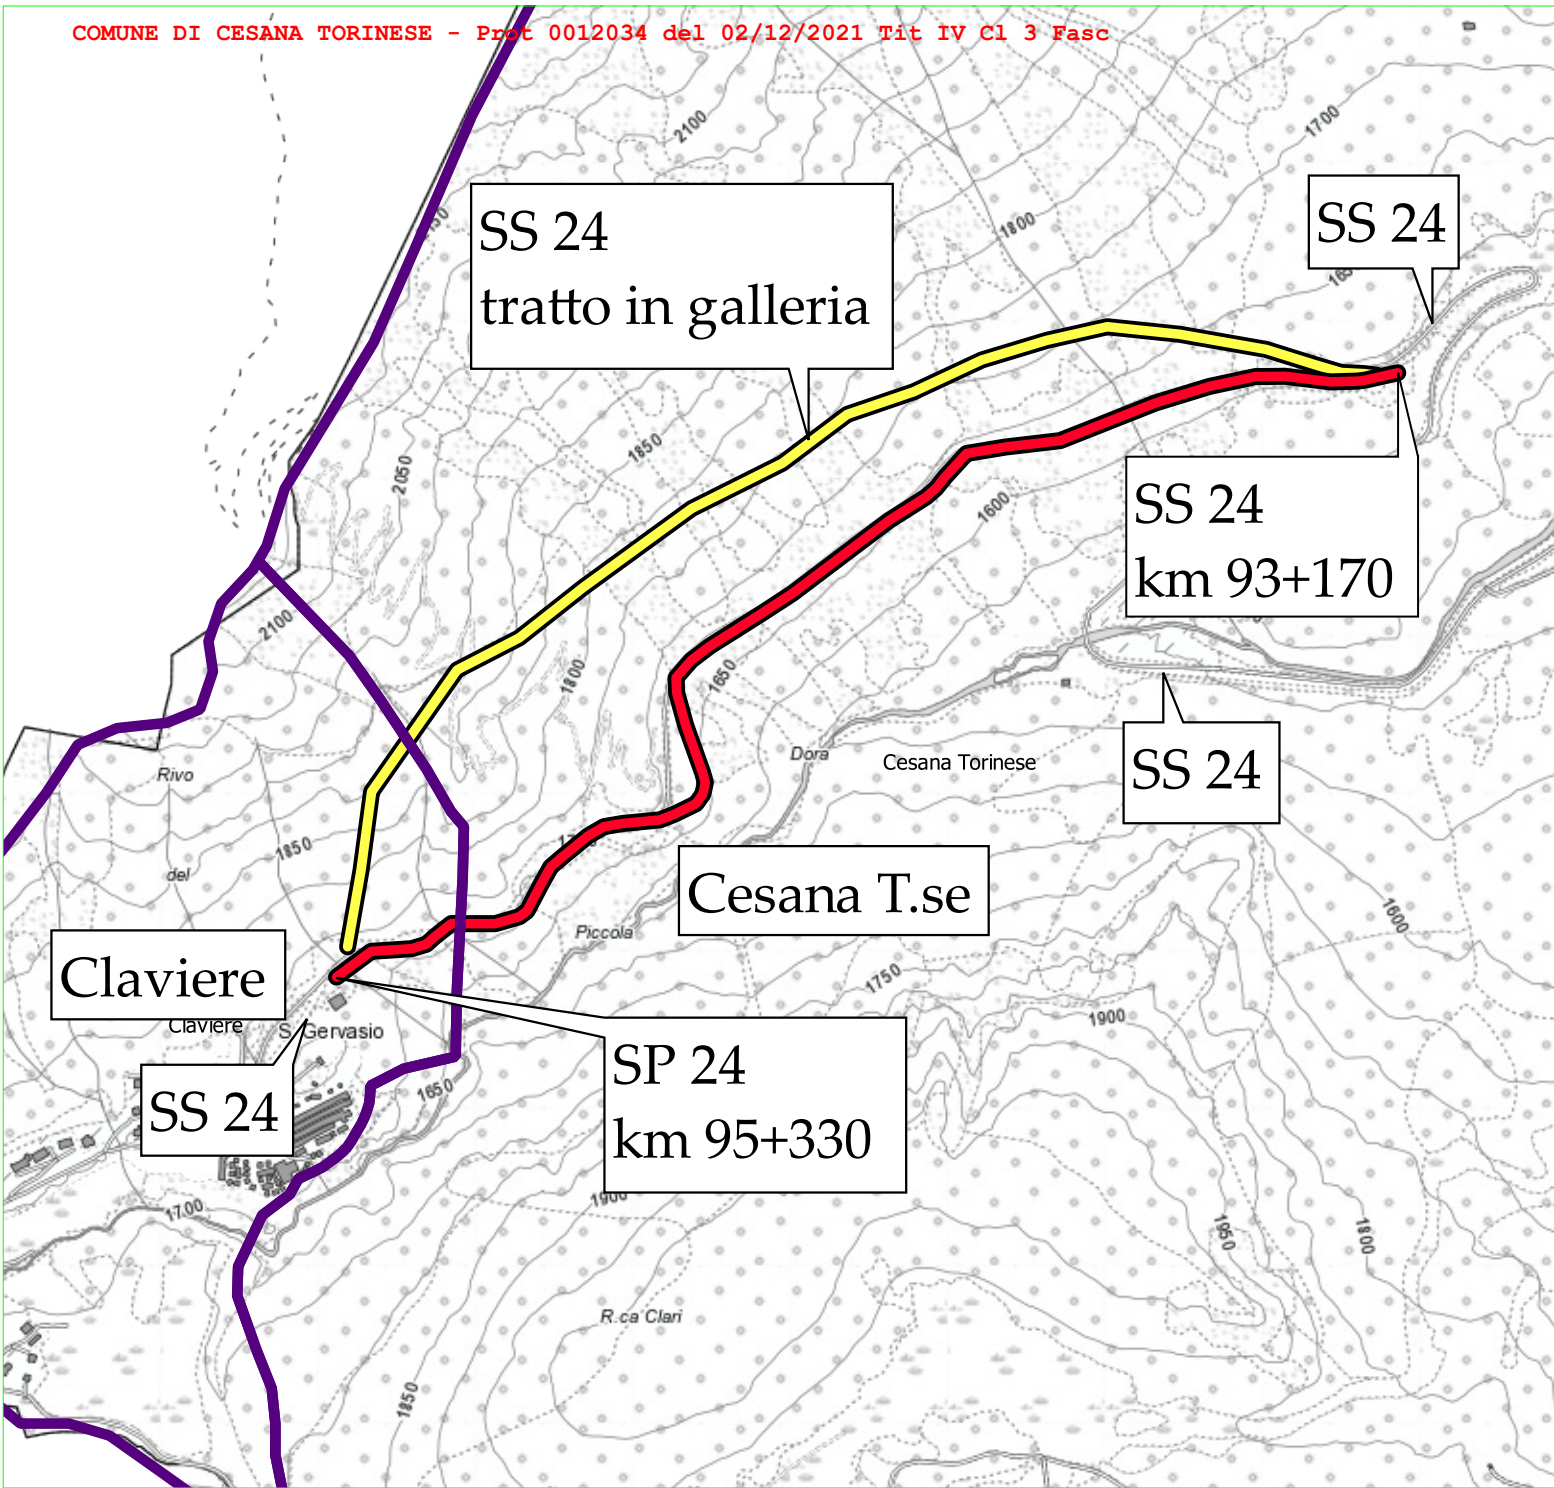 COMUNE DI CESANA TORINESE - Prot 0012034 del 02/12/2021 Tit IV Cl 3 Fasc
2100
1700
SS 24
tratto in galleria
SS 24
1800
1850
2050
1600
SS 24
km 93+170
2100
1800
1650
Dora
Cesana Torinese
SS 24
Rivo
1850
del
Cesana T.se
1600
Piccola
Claviere
1750
Claviere
S.Gervasio
1900
SP 24
km 95+330
SS 24
1650
1900
1700
1950
1800
R.ca Clari
1850